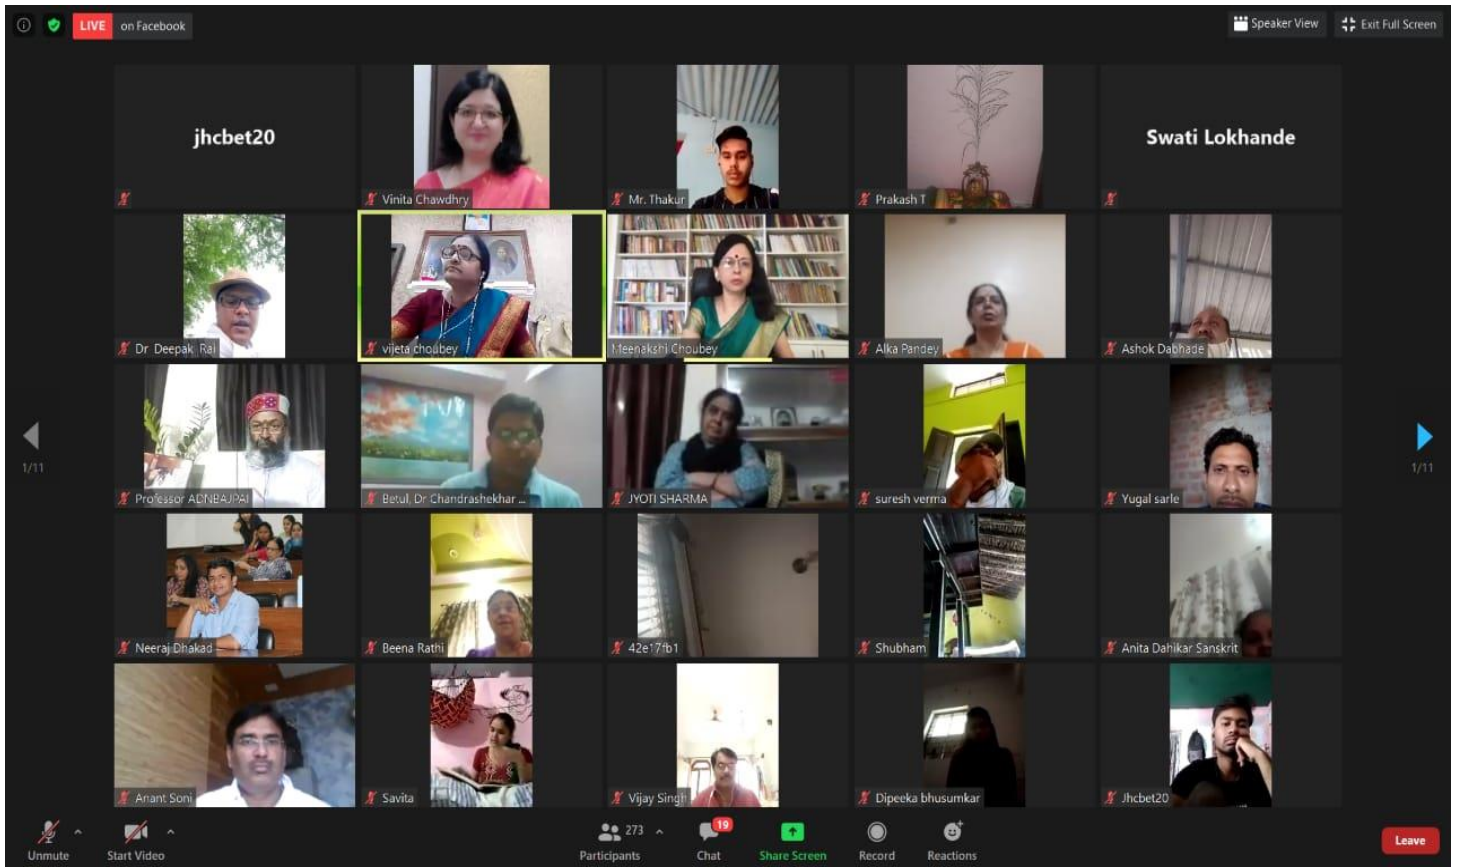 LIVE on Facebook
Speaker View
Exit Full Screen
jhcbet20
Vinita Chawdhry
Mr. Thakur
Prakash T
Swati Lokhande
Dr Deepak Rai
vijeta choubey
Meenakshi Choubey
Alka Pandey
Ashok Dabhade
Professor ADNBAJPAI
Betul, Dr Chandrashekhar ...
JYOTI SHARMA
suresh verma
Yugal sarle
1/11
1/11
Neeraj Dhakad
Beena Rathi
42e17fb1
Shubham
Anita Dahikar Sanskrit
Anant Soni
Savita
Vijay Singh
Dipeeka bhusumkar
Jhcbet20
Unmute
Start Video
273
Participants
19
Chat
Share Screen
Record
Reactions
Leave